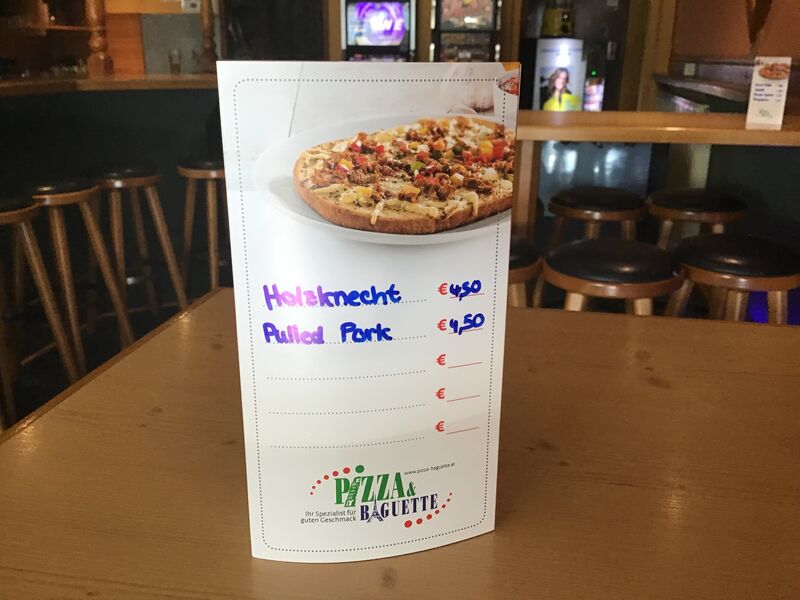 Holzknecht € 4,50
Pulled Pork € 4,50
€
€
€
www.pizza-baguette.at
PIZZA &
BAGUETTE
Ihr Spezialist für
guten Geschmack